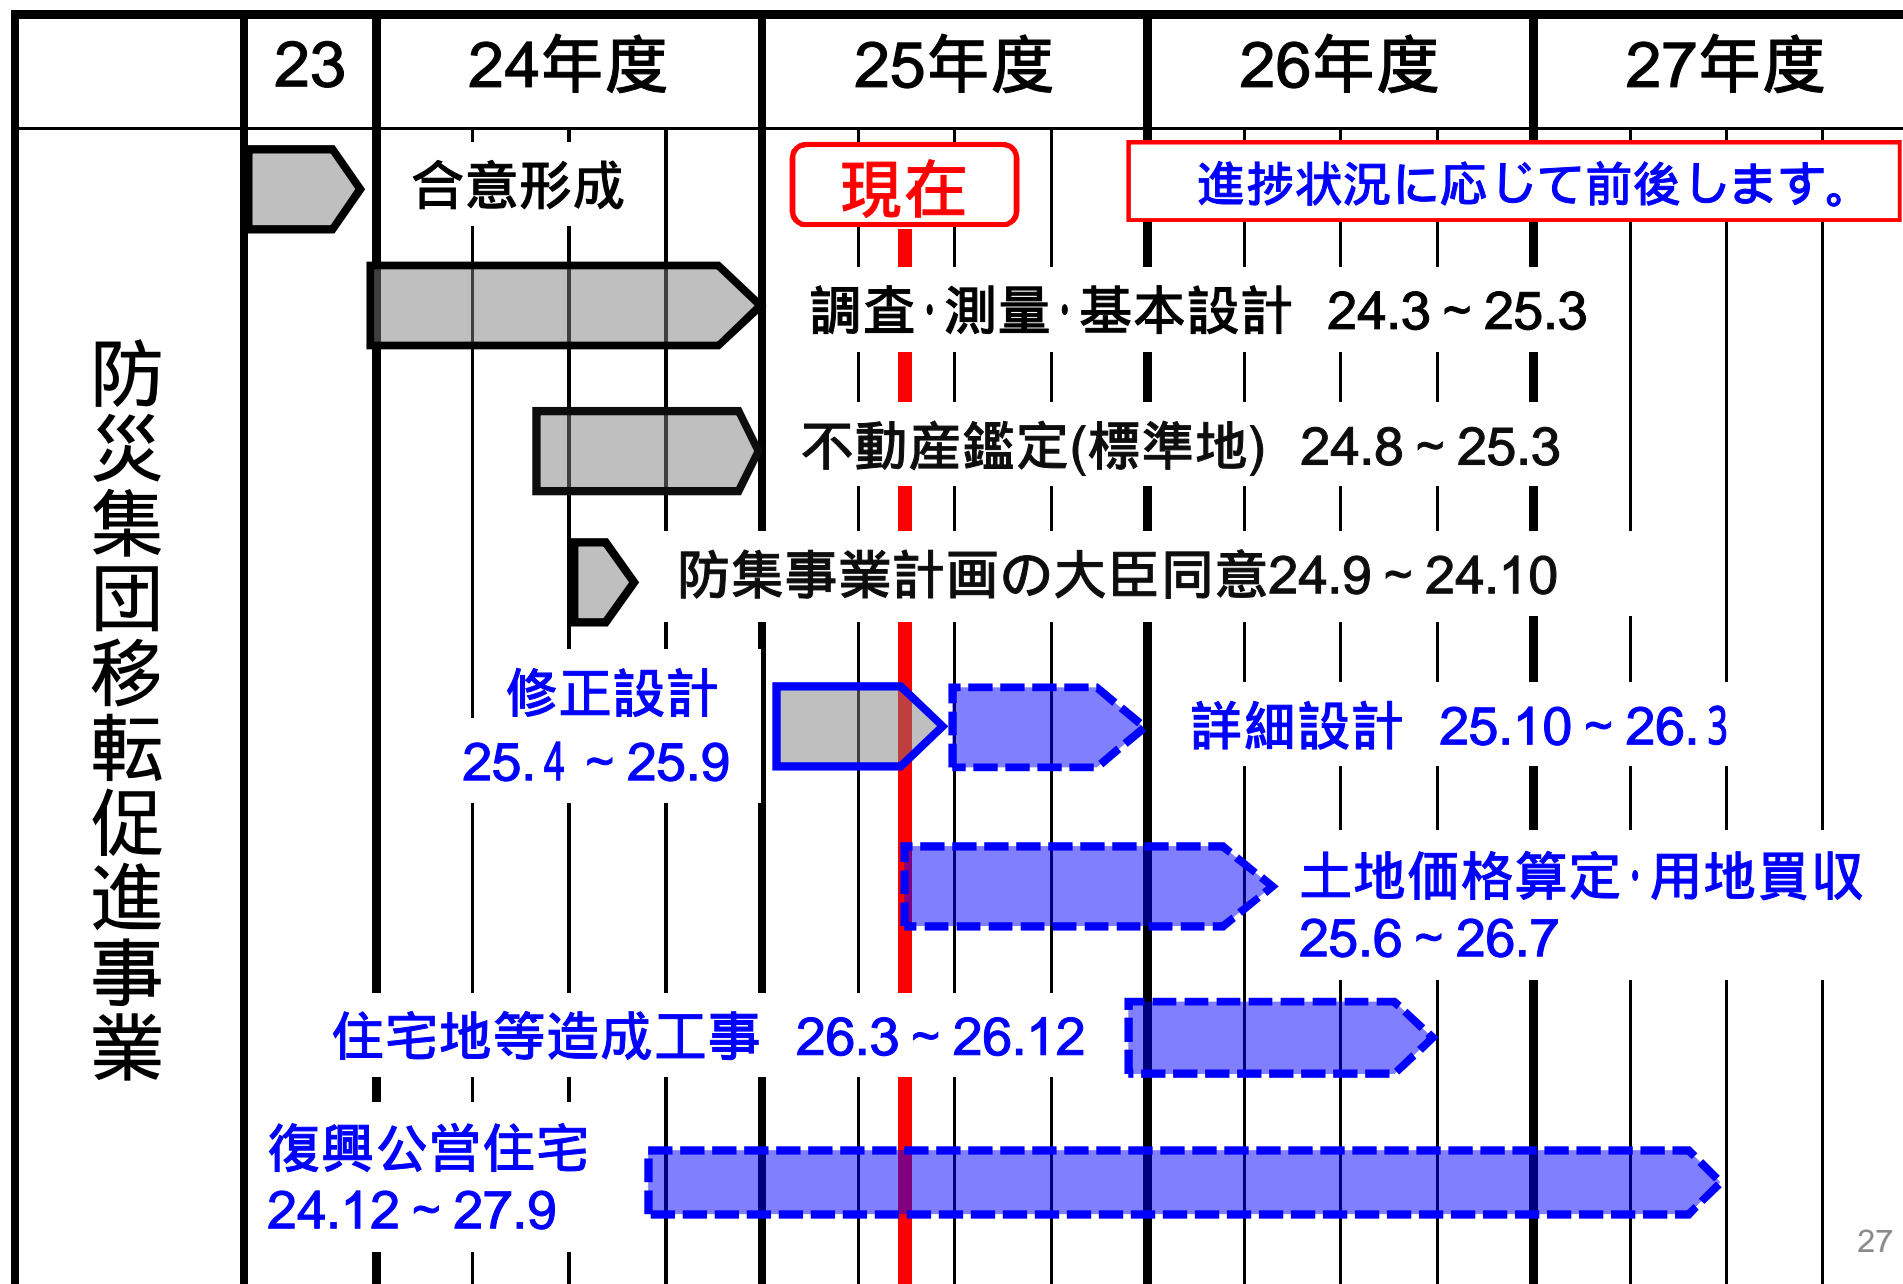 23 24年度 25年度 26年度 27年度
防災集団移転促進事業
合意形成
現在
進捗状況に応じて前後します。
調査･測量･基本設計 24.3～25.3
不動産鑑定(標準地) 24.8～25.3
防集事業計画の大臣同意24.9～24.10
修正設計
25.4 ～25.9
詳細設計 25.10～26.3
土地価格算定･用地買収
25.6～26.7
住宅地等造成工事 26.3～26.12
復興公営住宅
24.12～27.9
27